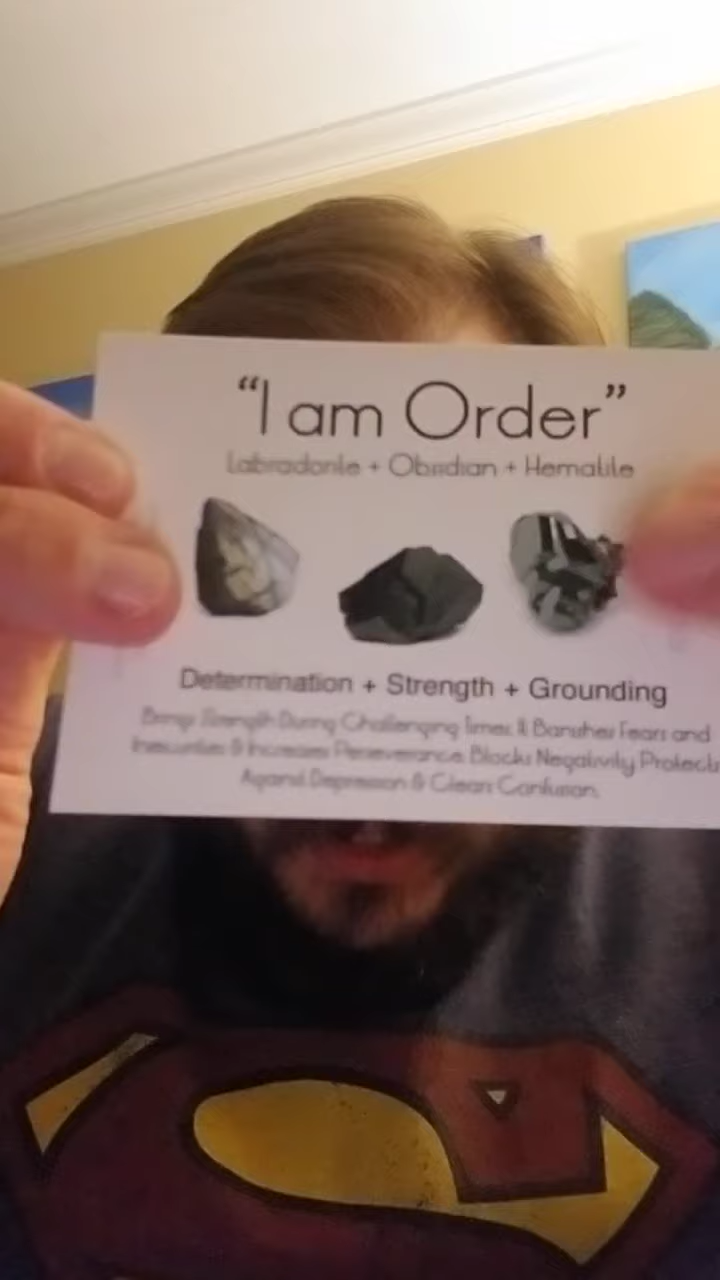 “I am Order”
Labradorite + Obsidian + Hematite
Determination + Strength + Grounding
Brings Strength During Challenging Times & Banishes Fears and
Insecurities & Increases Perseverance. Blocks Negativity Protects
Against Depression & Clears Confusion.
S